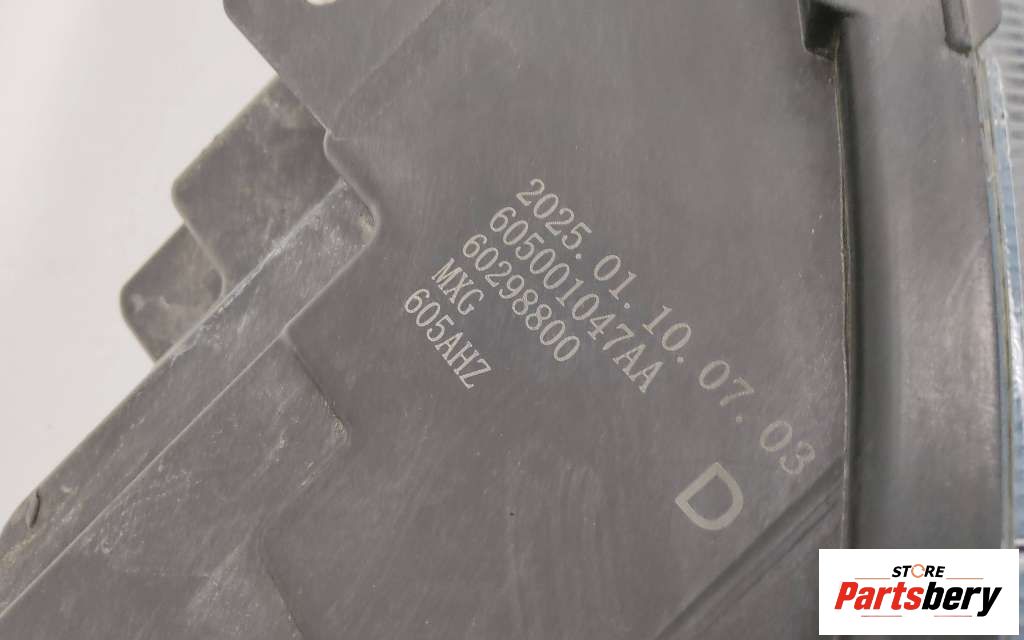 2025.01.10.07.03
605001047AA
60298800
MXG
605AHZ
D
STORE
Partsbery